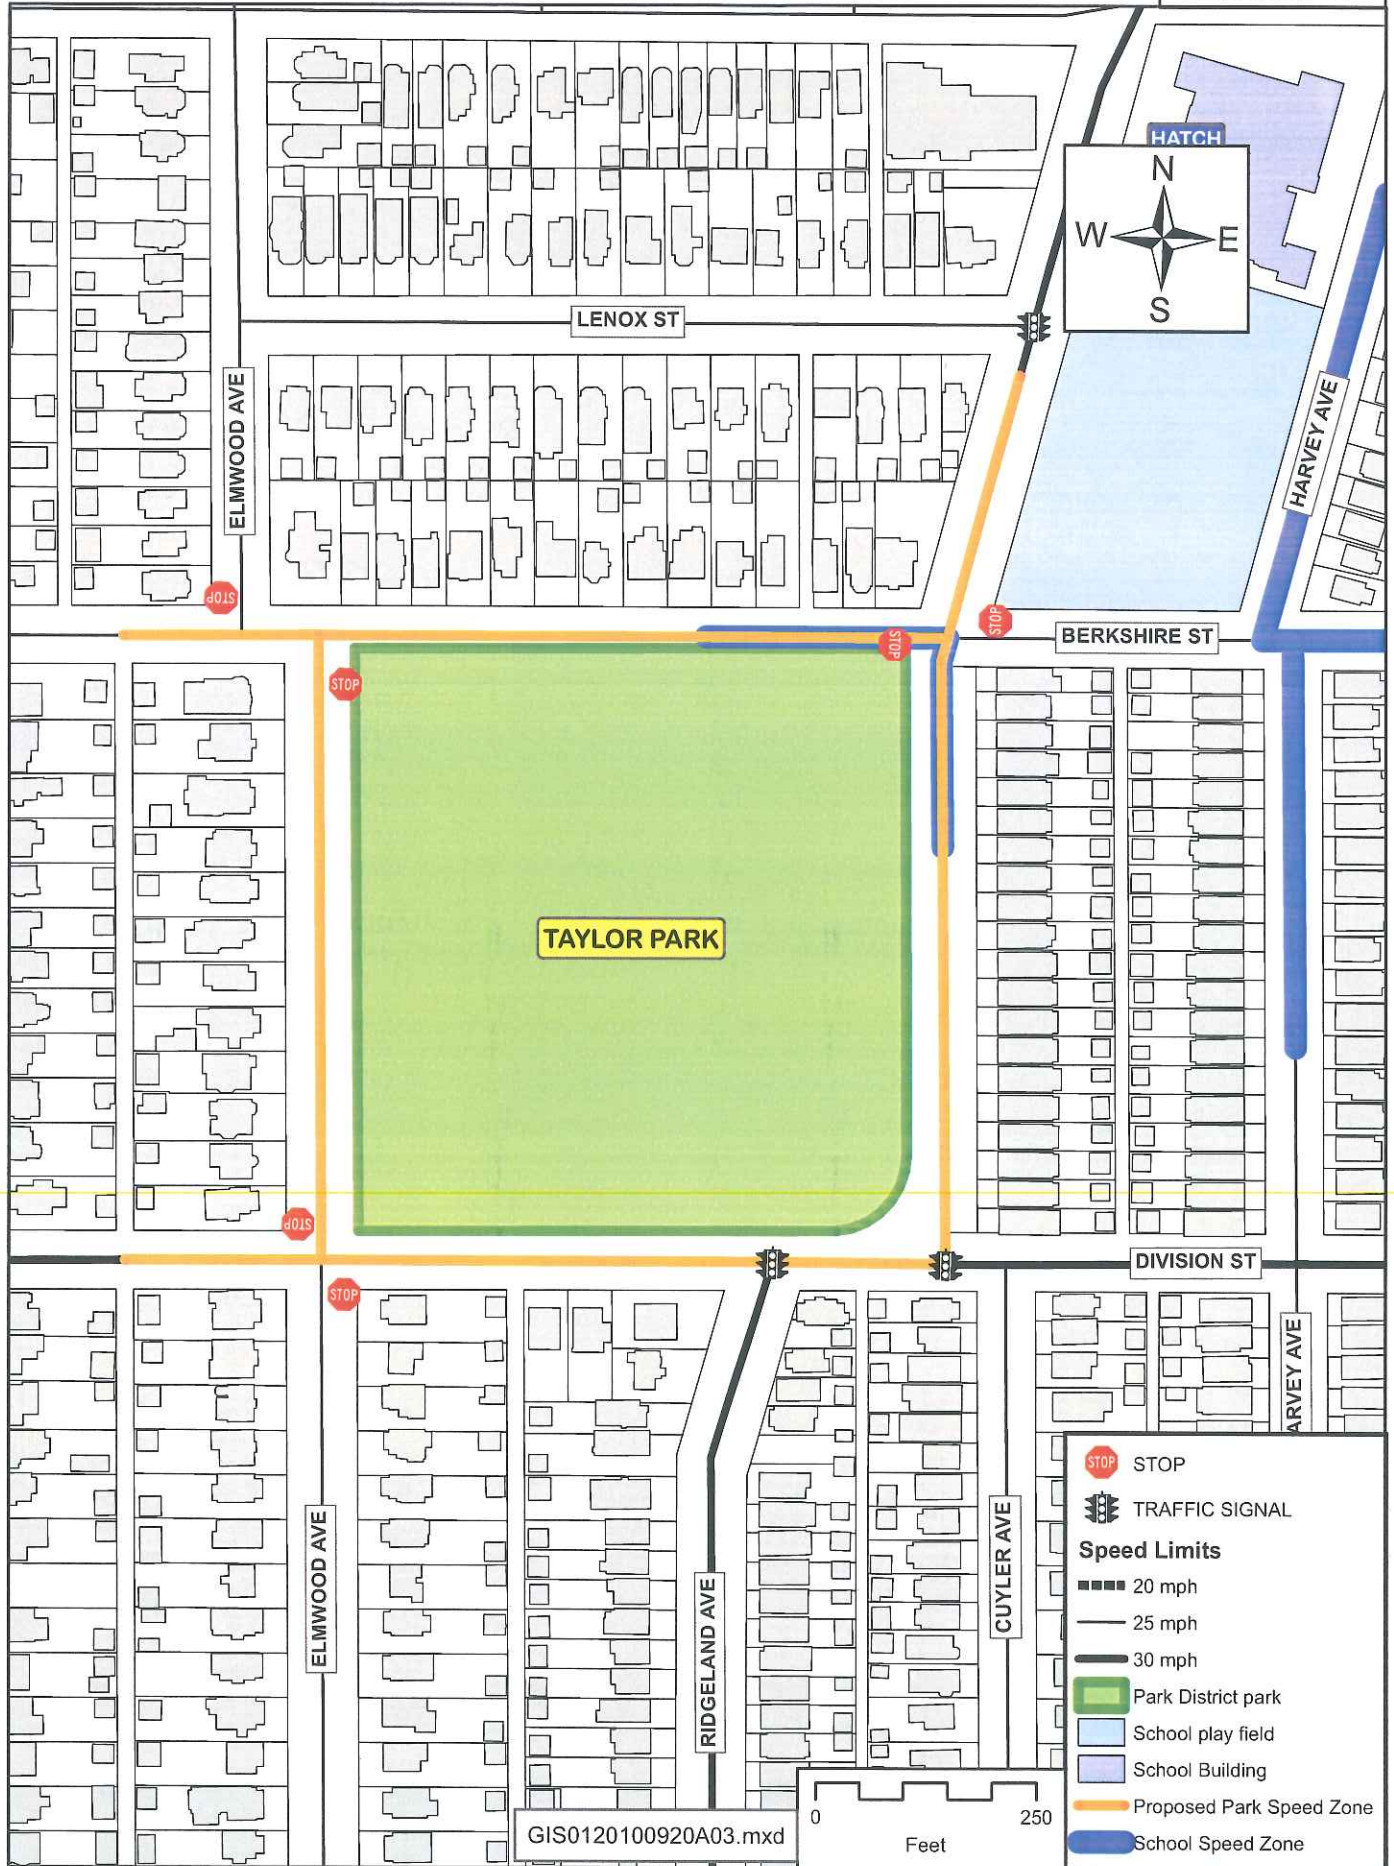 HATCH
N
W E
S
LENOX ST
ELMWOOD AVE
HARVEY AVE
STOP
STOP
STOP
STOP
BERKSHIRE ST
TAYLOR PARK
STOP
DIVISION ST
STOP
ARVEY AVE
ELMWOOD AVE
RIDGELAND AVE
CUYLER AVE
STOP STOP
TRAFFIC SIGNAL
Speed Limits
20 mph
25 mph
30 mph
Park District park
School play field
School Building
Proposed Park Speed Zone
School Speed Zone
0 250
Feet
GIS0120100920A03.mxd